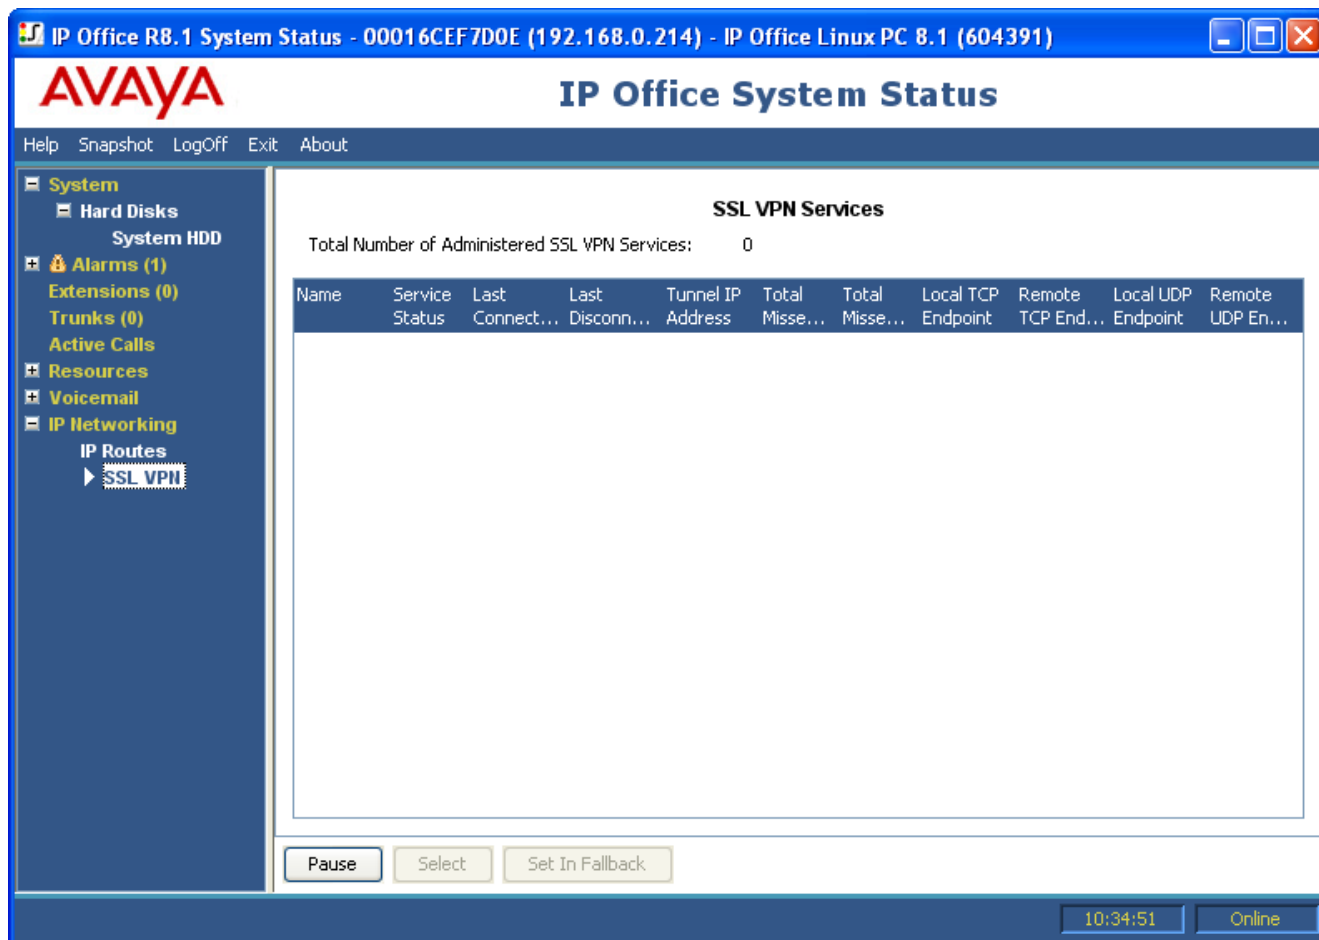 IP Office R8.1 System Status - 00016CEF7D0E (192.168.0.214) - IP Office Linux PC 8.1 (604391)
AVAYA
IP Office System Status
Help Snapshot LogOff Exit About
System
Hard Disks
System HDD
Alarms (1)
Extensions (0)
Trunks (0)
Active Calls
Resources
Voicemail
IP Networking
IP Routes
SSL VPN
SSL VPN Services
Total Number of Administered SSL VPN Services: 0
Name Service Last Last Tunnel IP Total Total Local TCP Remote Local UDP Remote
Status Connect... Disconn... Address Misse... Misse... Endpoint TCP End... Endpoint UDP En...
Pause Select Set In Fallback
10:34:51 Online